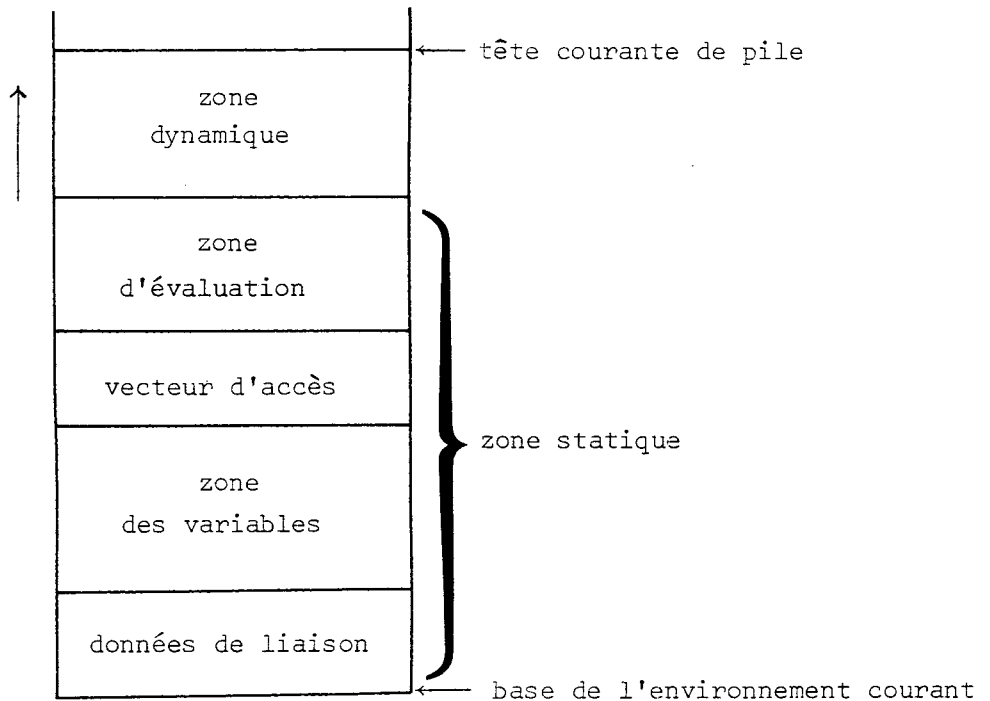 tête courante de pile
zone
dynamique
zone
d'évaluation
vecteur d'accès
zone statique
zone
des variables
données de liaison
base de l'environnement courant